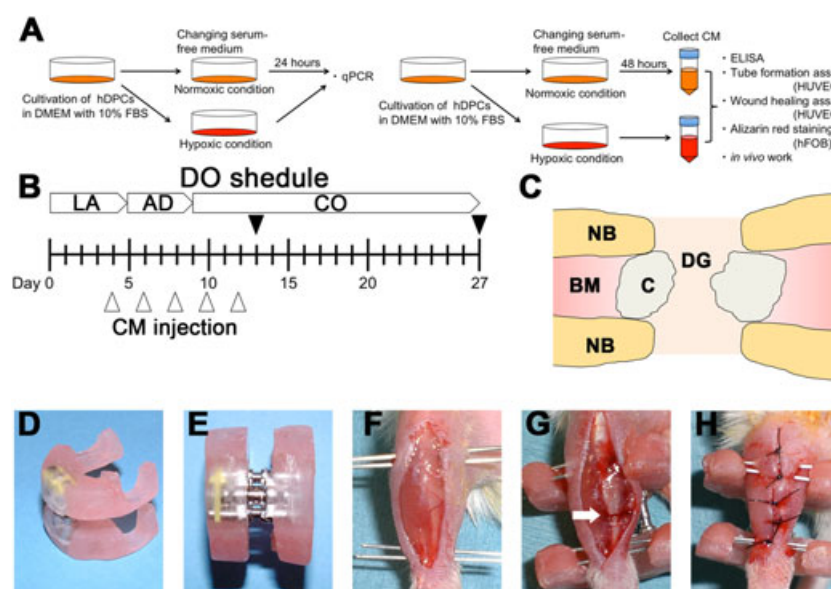 A
Changing serum-
free medium
24 hours
Normoxic condition
qPCR
Cultivation of hDPCs
in DMEM with 10% FBS
Hypoxic condition
Changing serum-
free medium
48 hours
Normoxic condition
Cultivation of hDPCs
in DMEM with 10% FBS
Hypoxic condition
Collect CM
ELISA
Tube formation ass
(HUVE
Wound healing ass
(HUVE
Alizarin red staining
(hFOB)
in vivo work
B
DO shedule
LA AD CO
Day 0 5 10 15 20 27
CM injection
C
NB
DG
BM C
NB
D E F G H